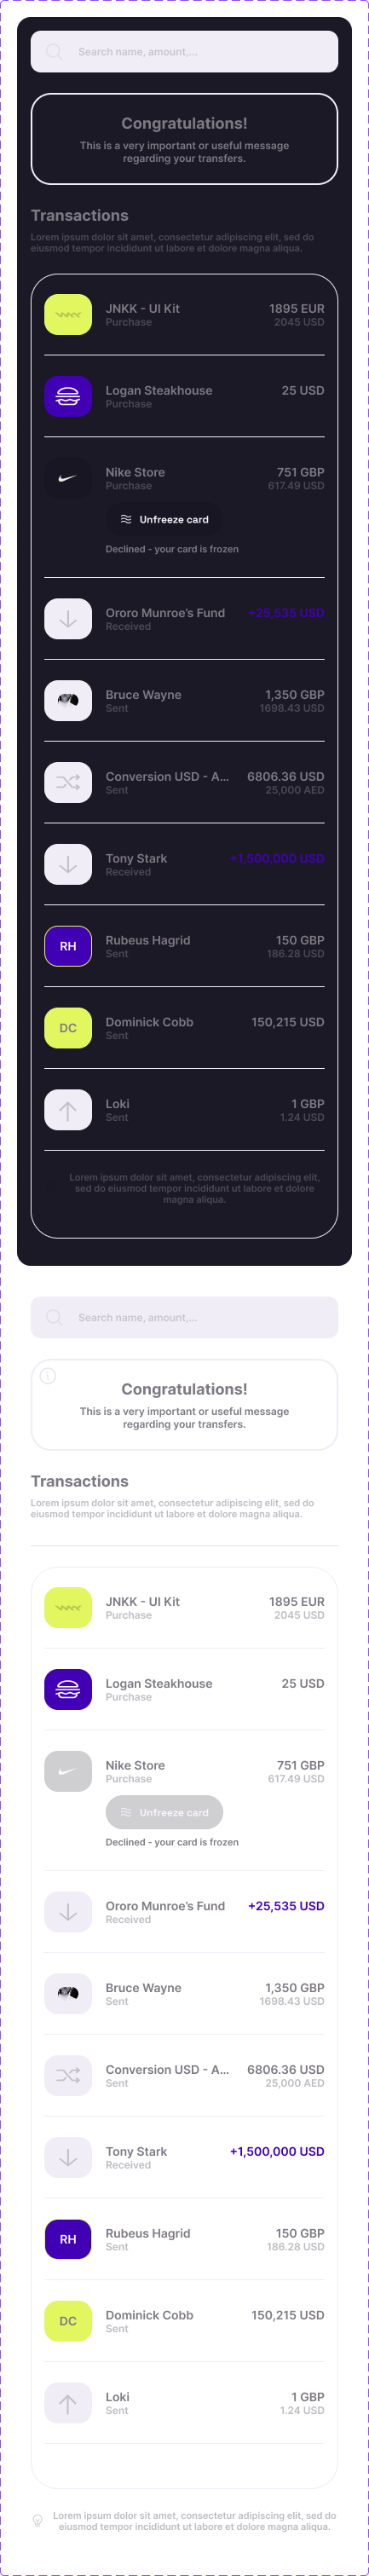 Search name, amount,...
Congratulations!
This is a very important or useful message
regarding your transfers.
Transactions
Lorem ipsum dolor sit amet, consectetur adipiscing elit, sed do
eiusmod tempor incididunt ut labore et dolore magna aliqua.
JNKK - UI Kit 1895 EUR
Purchase 2045 USD
Logan Steakhouse 25 USD
Purchase
Nike Store 751 GBP
Purchase 617.49 USD
Unfreeze card
Declined - your card is frozen
Ororo Munroe’s Fund +25,535 USD
Received
Bruce Wayne 1,350 GBP
Sent 1698.43 USD
Conversion USD - A... 6806.36 USD
Sent 25,000 AED
Tony Stark +1,500,000 USD
Received
RH Rubeus Hagrid 150 GBP
Sent 186.28 USD
DC Dominick Cobb 150,215 USD
Sent
Loki 1 GBP
Sent 1.24 USD
Lorem ipsum dolor sit amet, consectetur adipiscing elit,
sed do eiusmod tempor incididunt ut labore et dolore
magna aliqua.
Search name, amount,...
Congratulations!
This is a very important or useful message
regarding your transfers.
Transactions
Lorem ipsum dolor sit amet, consectetur adipiscing elit, sed do
eiusmod tempor incididunt ut labore et dolore magna aliqua.
JNKK - UI Kit 1895 EUR
Purchase 2045 USD
Logan Steakhouse 25 USD
Purchase
Nike Store 751 GBP
Purchase 617.49 USD
Unfreeze card
Declined - your card is frozen
Ororo Munroe’s Fund +25,535 USD
Received
Bruce Wayne 1,350 GBP
Sent 1698.43 USD
Conversion USD - A... 6806.36 USD
Sent 25,000 AED
Tony Stark +1,500,000 USD
Received
RH Rubeus Hagrid 150 GBP
Sent 186.28 USD
DC Dominick Cobb 150,215 USD
Sent
Loki 1 GBP
Sent 1.24 USD
Lorem ipsum dolor sit amet, consectetur adipiscing elit, sed do
eiusmod tempor incididunt ut labore et dolore magna aliqua.